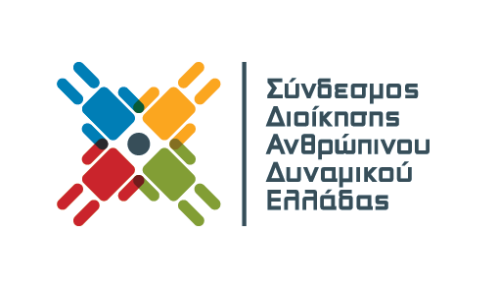 Σύνδεσμος
Διοίκησης
Ανθρώπινου
Δυναμικού
Ελλάδας